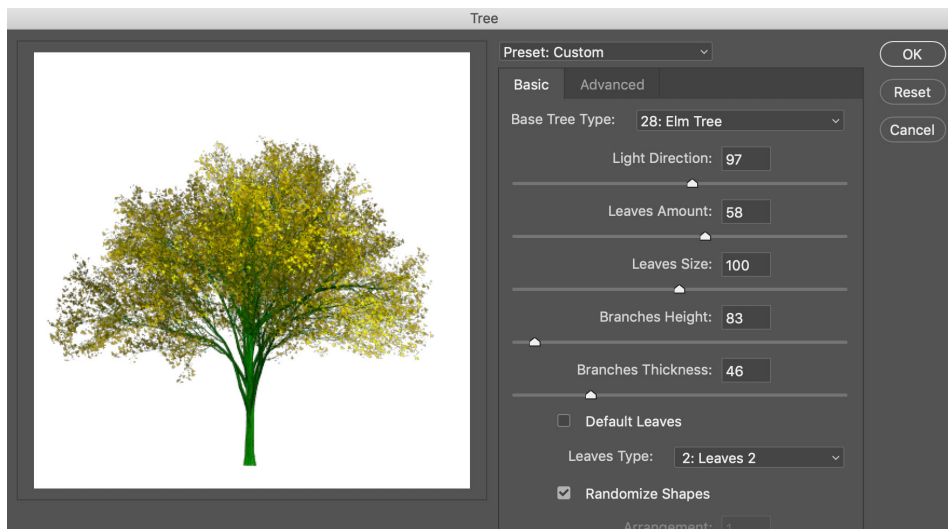 Tree
Preset: Custom
OK
Basic Advanced
Reset
Base Tree Type: 28: Elm Tree
Cancel
Light Direction: 97
Leaves Amount: 58
Leaves Size: 100
Branches Height: 83
Branches Thickness: 46
Default Leaves
Leaves Type: 2: Leaves 2
Randomize Shapes
Arrangement: 1